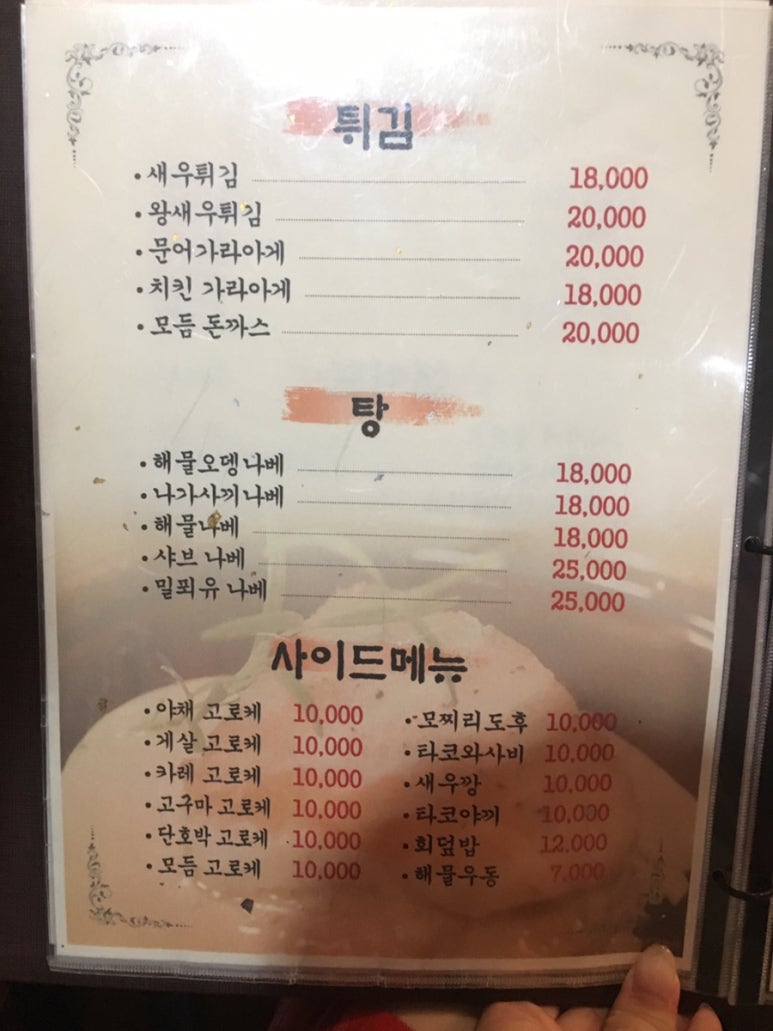 튀김
• 새우튀김 18,000
• 왕새우튀김 20,000
• 문어가라아게 20,000
• 치킨 가라아게 18,000
• 모듬 돈까스 20,000
탕
• 해물오뎅나베 18,000
• 나가사끼나베 18,000
• 해물나베 18,000
• 샤브 나베 25,000
• 밀푀유 나베 25,000
사이드메뉴
• 야채 고로케 10,000
• 게살 고로케 10,000
• 카레 고로케 10,000
• 고구마 고로케 10,000
• 단호박 고로케 10,000
• 모듬 고로케 10,000
• 모찌리도후 10,000
• 타코와사비 10,000
• 새우깡 10,000
• 타코야끼 10,000
• 회덮밥 12,000
• 해물우동 7,000